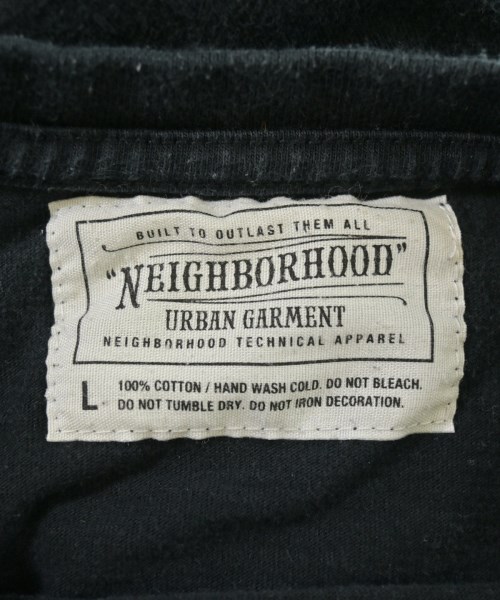 BUILT TO OUTLAST THEM ALL
"NEIGHBORHOOD"
URBAN GARMENT
NEIGHBORHOOD TECHNICAL APPAREL
L
100% COTTON / HAND WASH COLD. DO NOT BLEACH.
DO NOT TUMBLE DRY. DO NOT IRON DECORATION.